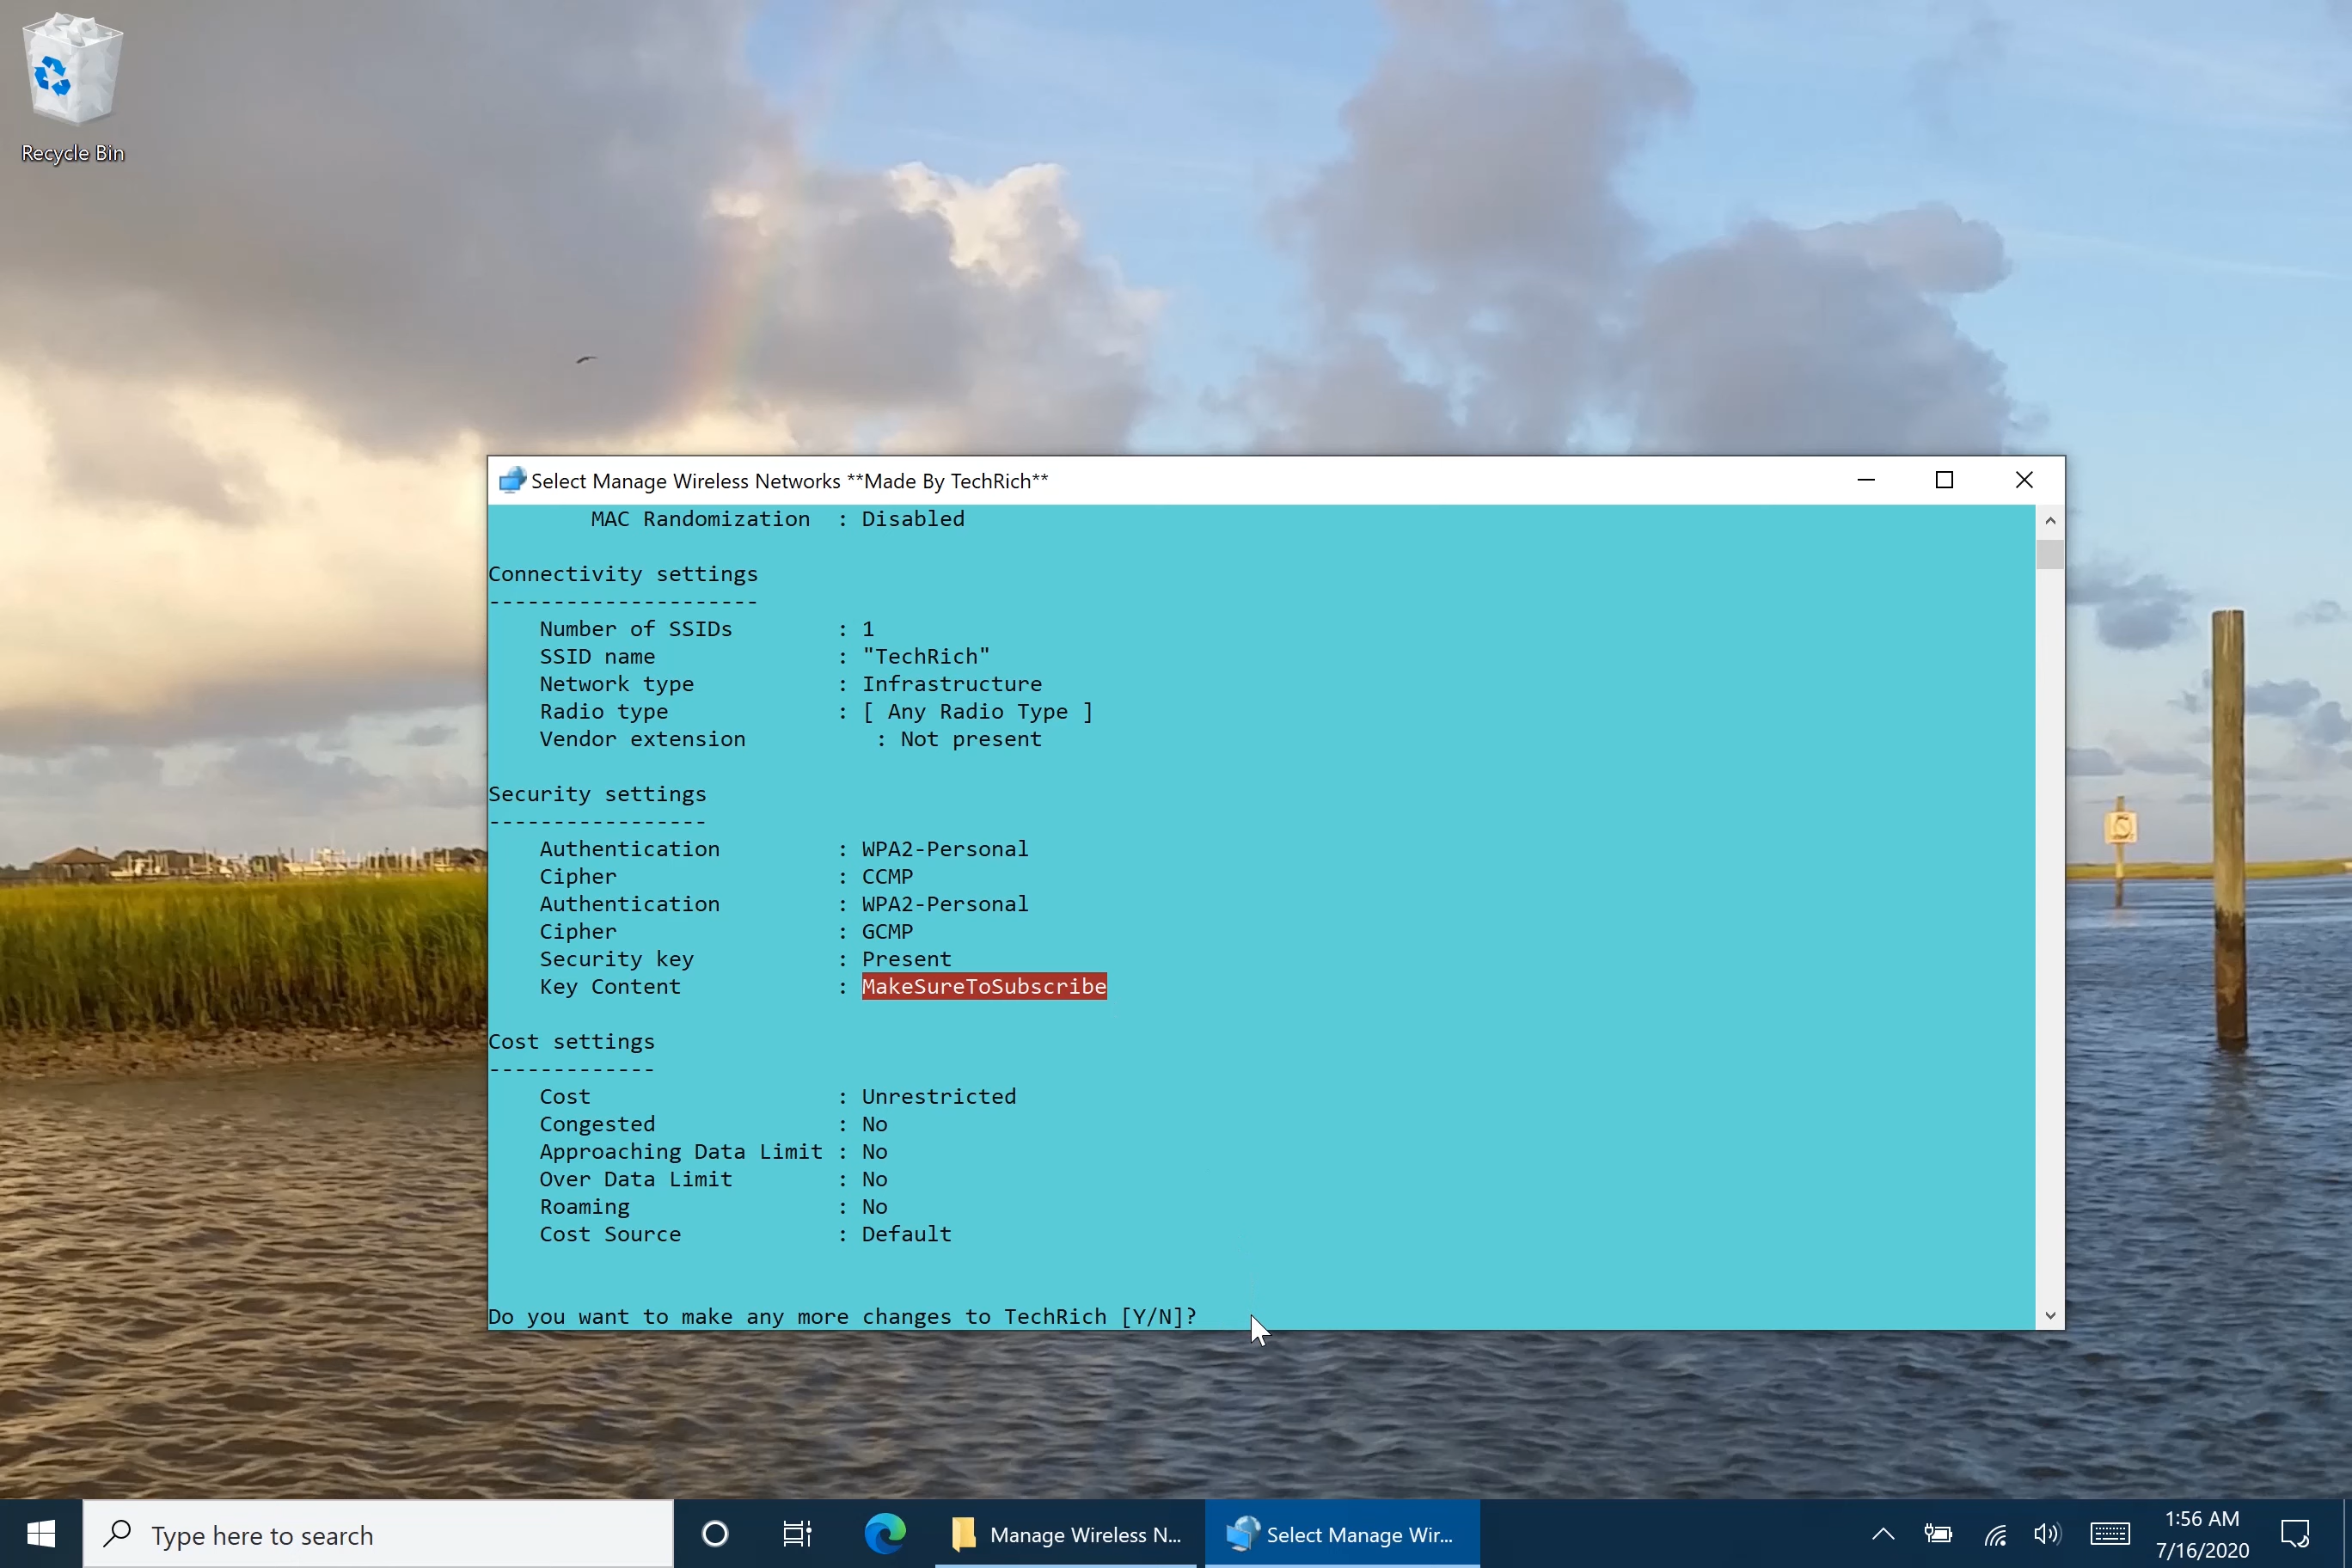 Recycle Bin
Select Manage Wireless Networks **Made By TechRich**
MAC Randomization : Disabled
Connectivity settings
---------------------
Number of SSIDs : 1
SSID name : "TechRich"
Network type : Infrastructure
Radio type : [ Any Radio Type ]
Vendor extension : Not present
Security settings
-----------------
Authentication : WPA2-Personal
Cipher : CCMP
Authentication : WPA2-Personal
Cipher : GCMP
Security key : Present
Key Content : MakeSureToSubscribe
Cost settings
-------------
Cost : Unrestricted
Congested : No
Approaching Data Limit : No
Over Data Limit : No
Roaming : No
Cost Source : Default
Do you want to make any more changes to TechRich [Y/N]?
Type here to search
Manage Wireless N...
Select Manage Wir...
1:56 AM
7/16/2020